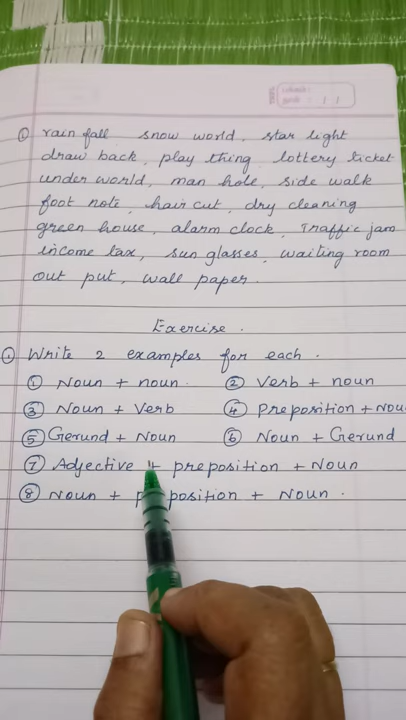 பக்கம் :
நாள் : / /
① rain fall snow world, star light
draw back, play thing lottery ticket
under world, man hole, side walk
foot note, hair cut, dry cleaning
green house, alarm clock, Traffic jam
income tax, sun glasses, waiting room
out put, wall paper.
Exercise.
① Write 2 examples for each.
① Noun + noun. ② Verb + noun
③ Noun + Verb ④ Preposition + Nou
⑤ Gerund + Noun ⑥ Noun + Gerund
⑦ Adjective + preposition + Noun
⑧ Noun + position + Noun.